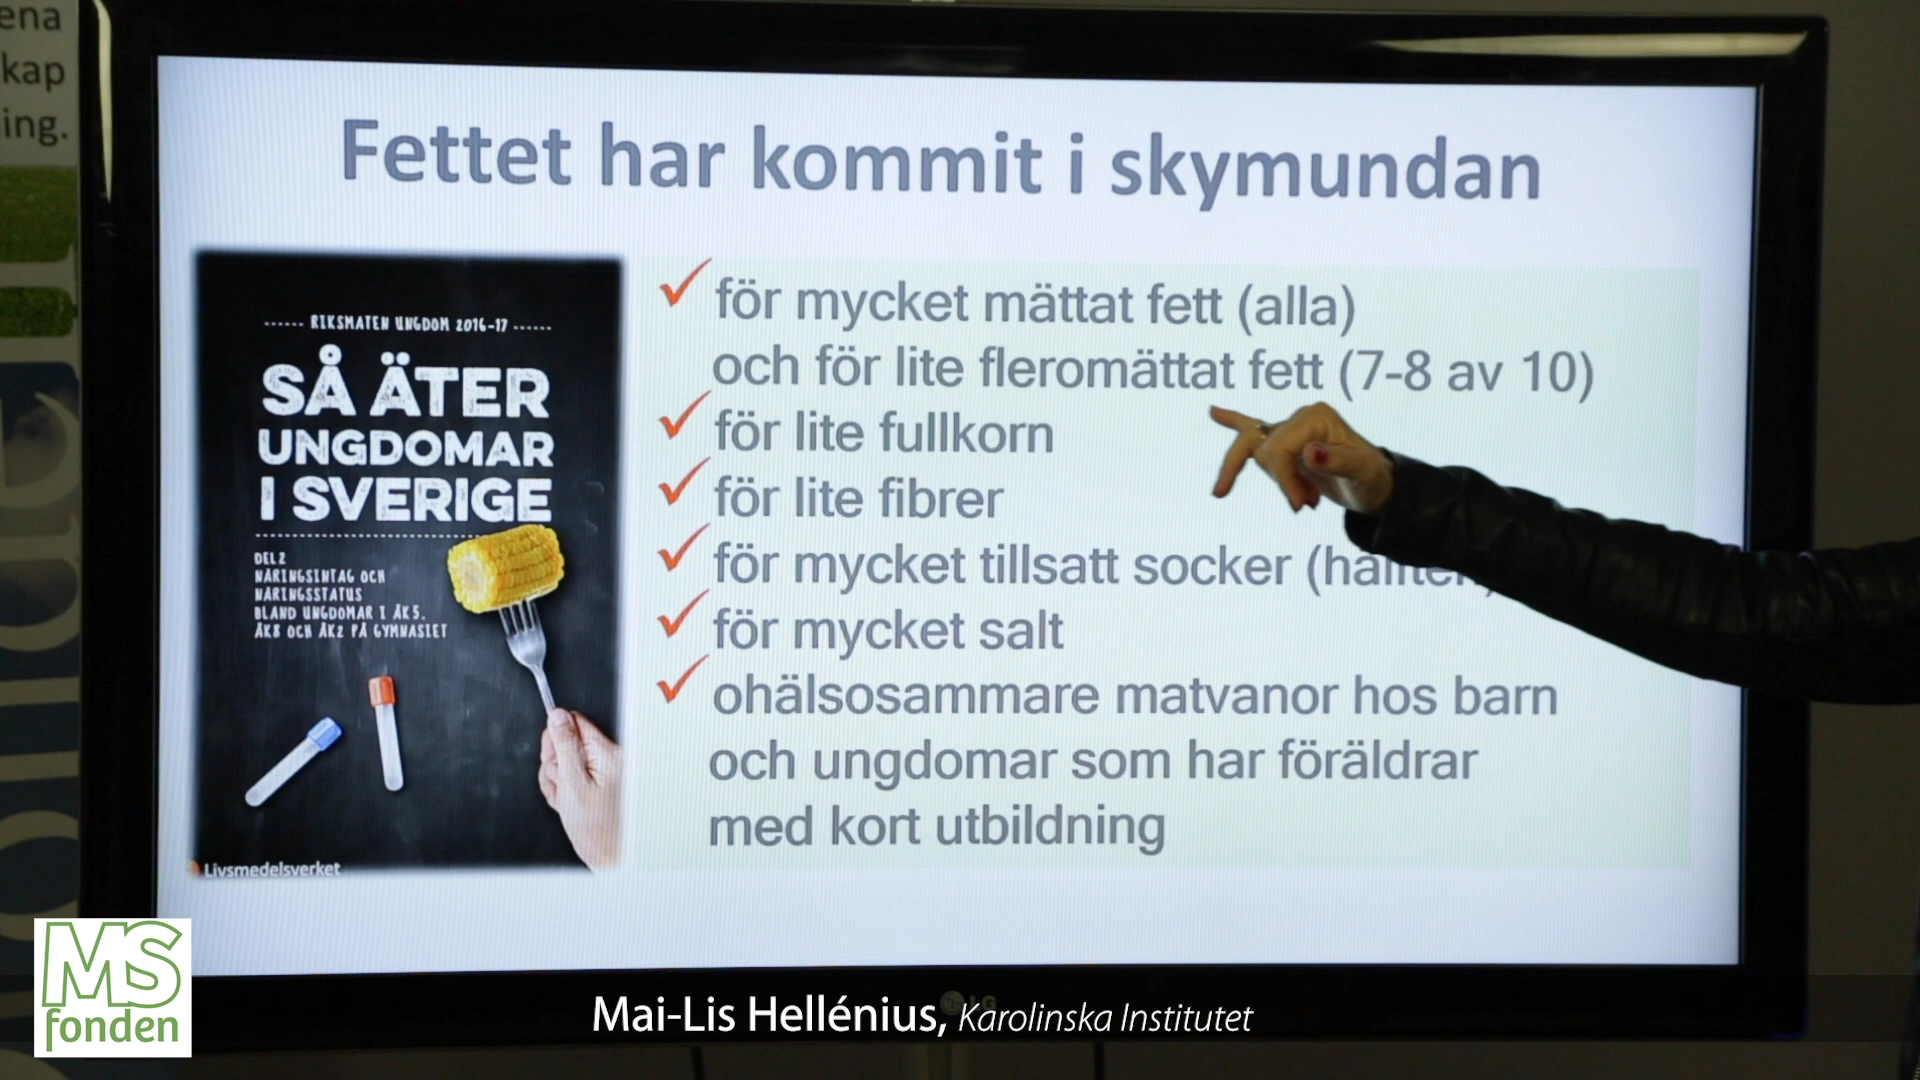 ena
kap
ing.
Fettet har kommit i skymundan
RIKSMATEN UNGDOM 2016-17
SÅ ÄTER
UNGDOMAR
I SVERIGE
DEL 2
NÄRINGSINTAG OCH
NÄRINGSSTATUS
BLAND UNGDOMAR I ÅK5,
ÅK8 OCH ÅK2 PÅ GYMNASIET
Livsmedelsverket
för mycket mättat fett (alla)
och för lite fleromättat fett (7-8 av 10)
för lite fullkorn
för lite fibrer
för mycket tillsatt socker
för mycket salt
ohälsosammare matvanor hos barn
och ungdomar som har föräldrar
med kort utbildning
LG
MS
fonden
Mai-Lis Hellénius, Karolinska Institutet